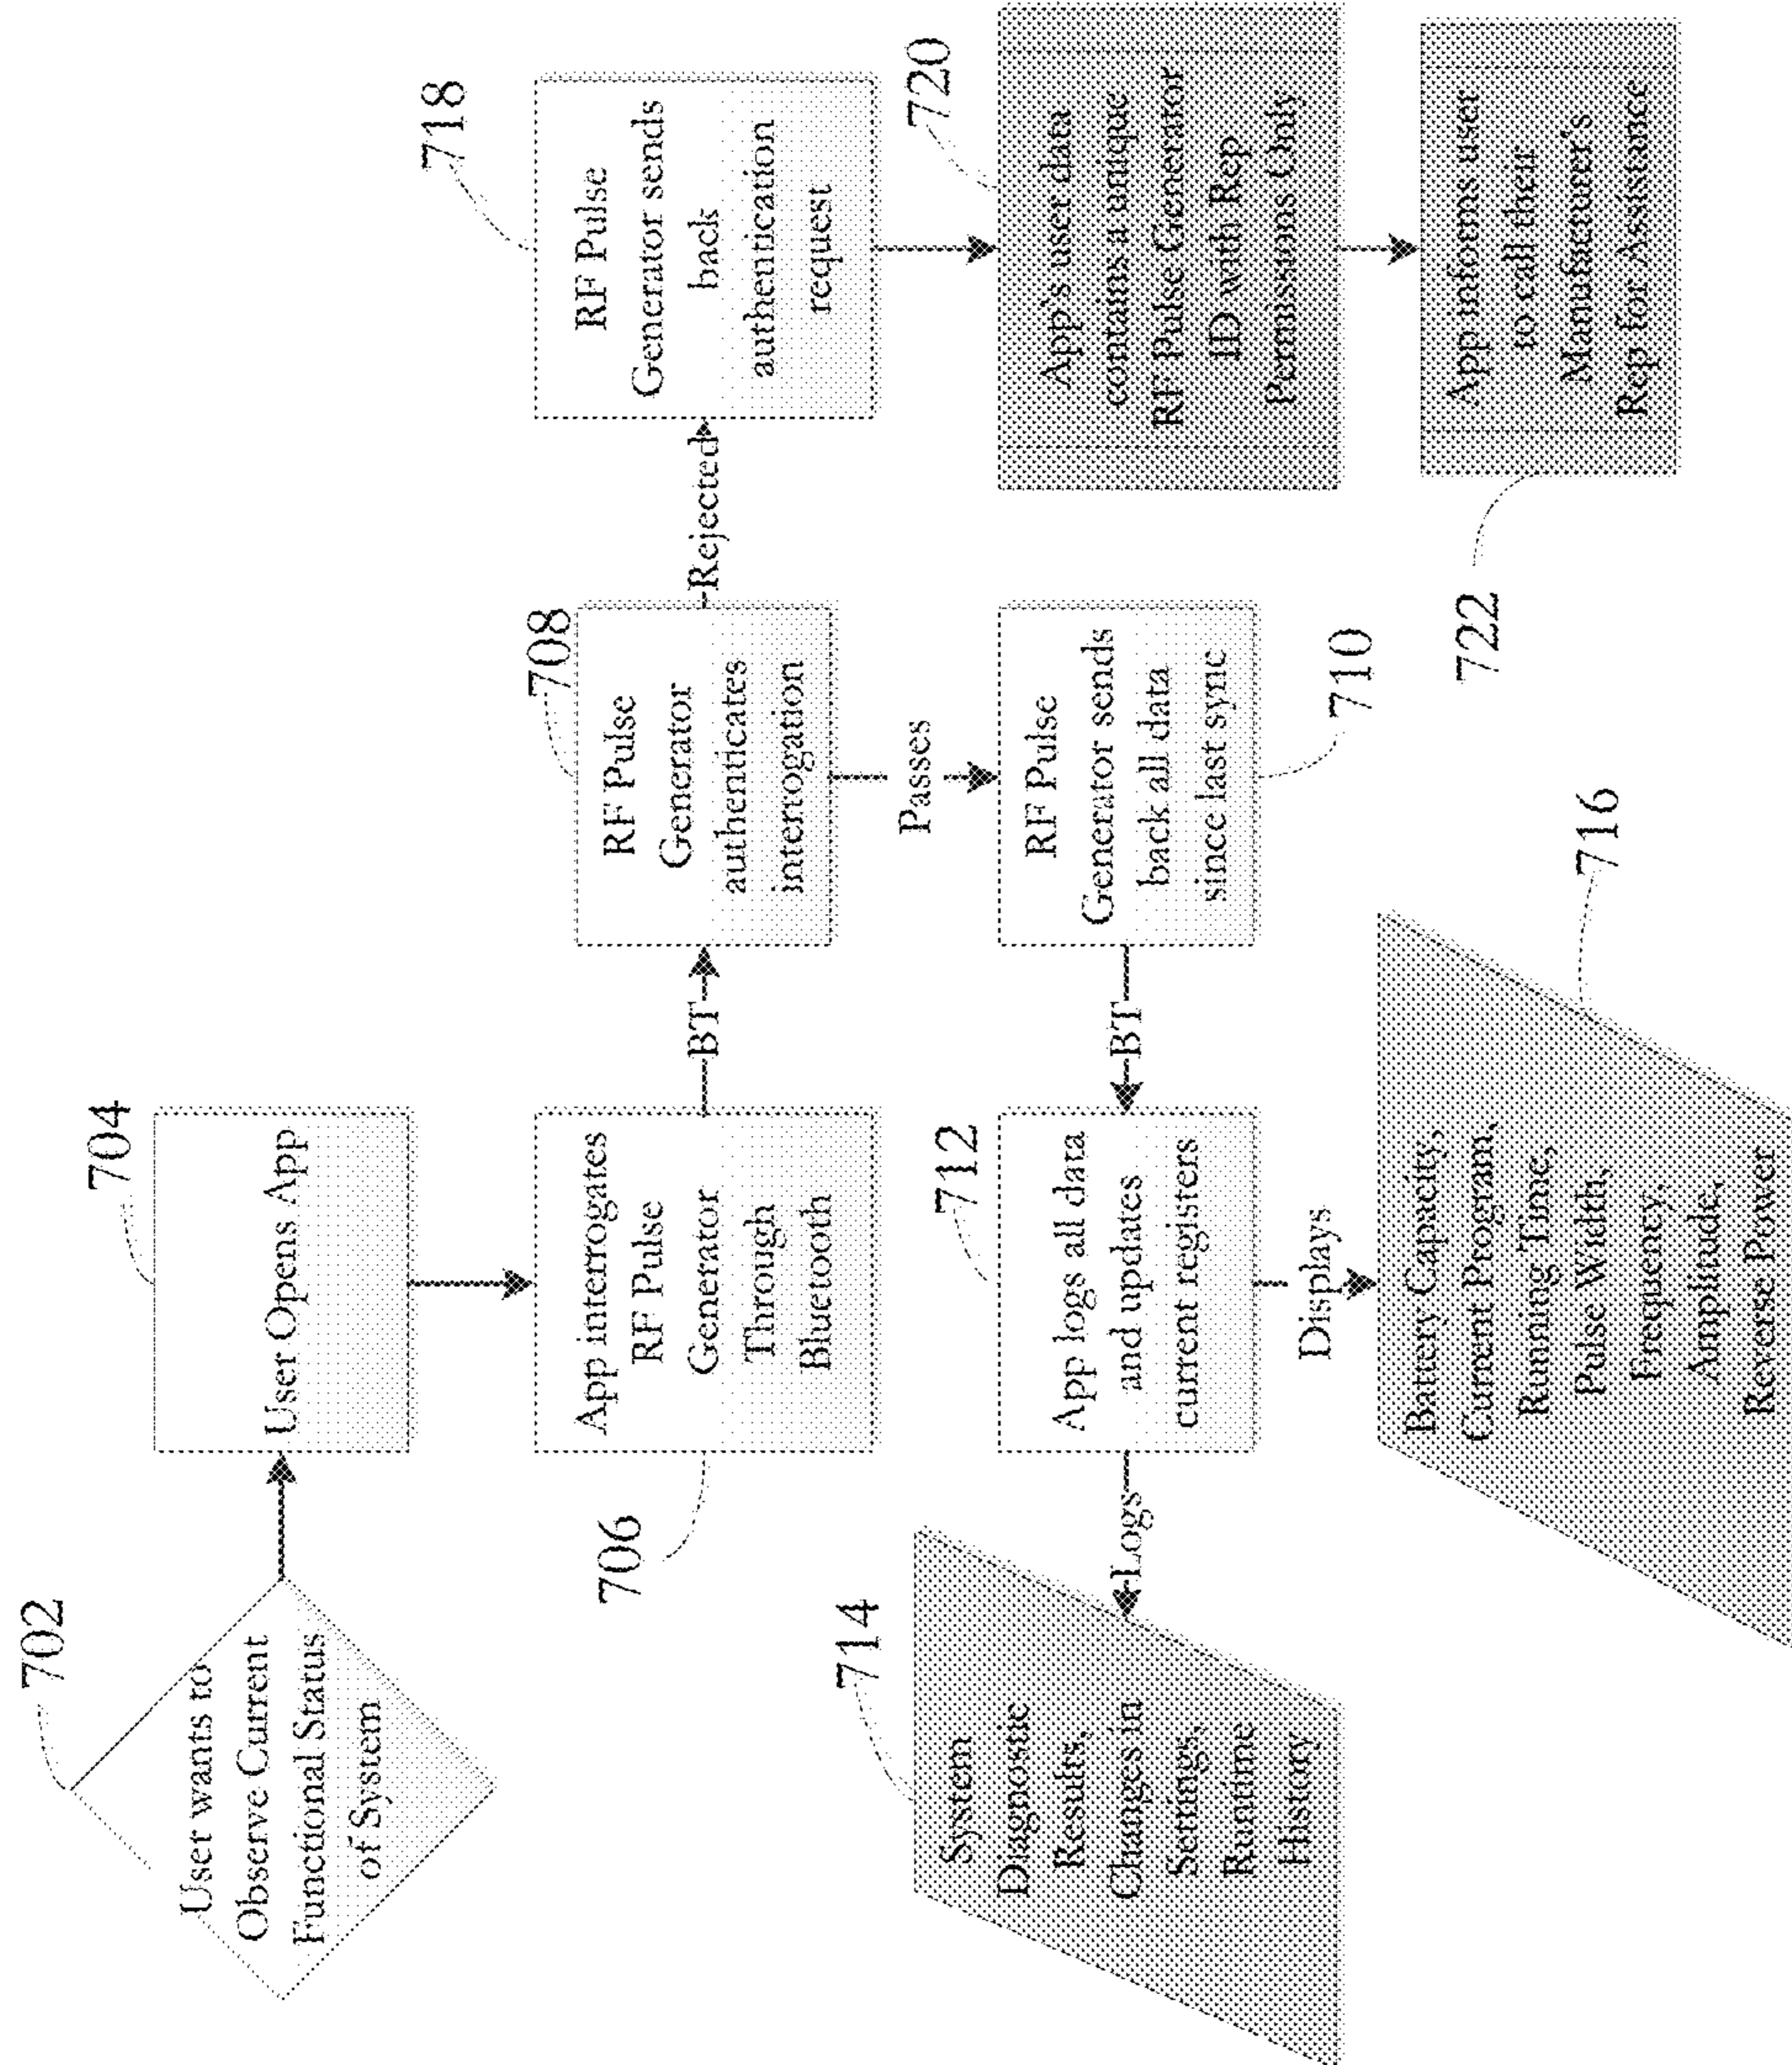 702
User wants to
Observe Current
Functional Status
of System
704
User Opens App
706
App interrogates
RF Pulse
Generator
Through
Bluetooth
BT
708
RF Pulse
Generator
authenticates
interrogation
Rejected
718
RF Pulse
Generator sends
back
authentication
request
720
App's user data
contains a unique
RF Pulse Generator
ID with Rep
Permissions Only
722
App informs user
to call their
Manufacturer's
Rep for Assistance
Passes
710
RF Pulse
Generator sends
back all data
since last sync
BT
712
App logs all data
and updates
current registers
Logs
714
System
Diagnostic
Results,
Changes in
Settings,
Runtime
History
Displays
716
Battery Capacity,
Current Program,
Running Time,
Pulse Width,
Frequency,
Amplitude,
Reverse Power